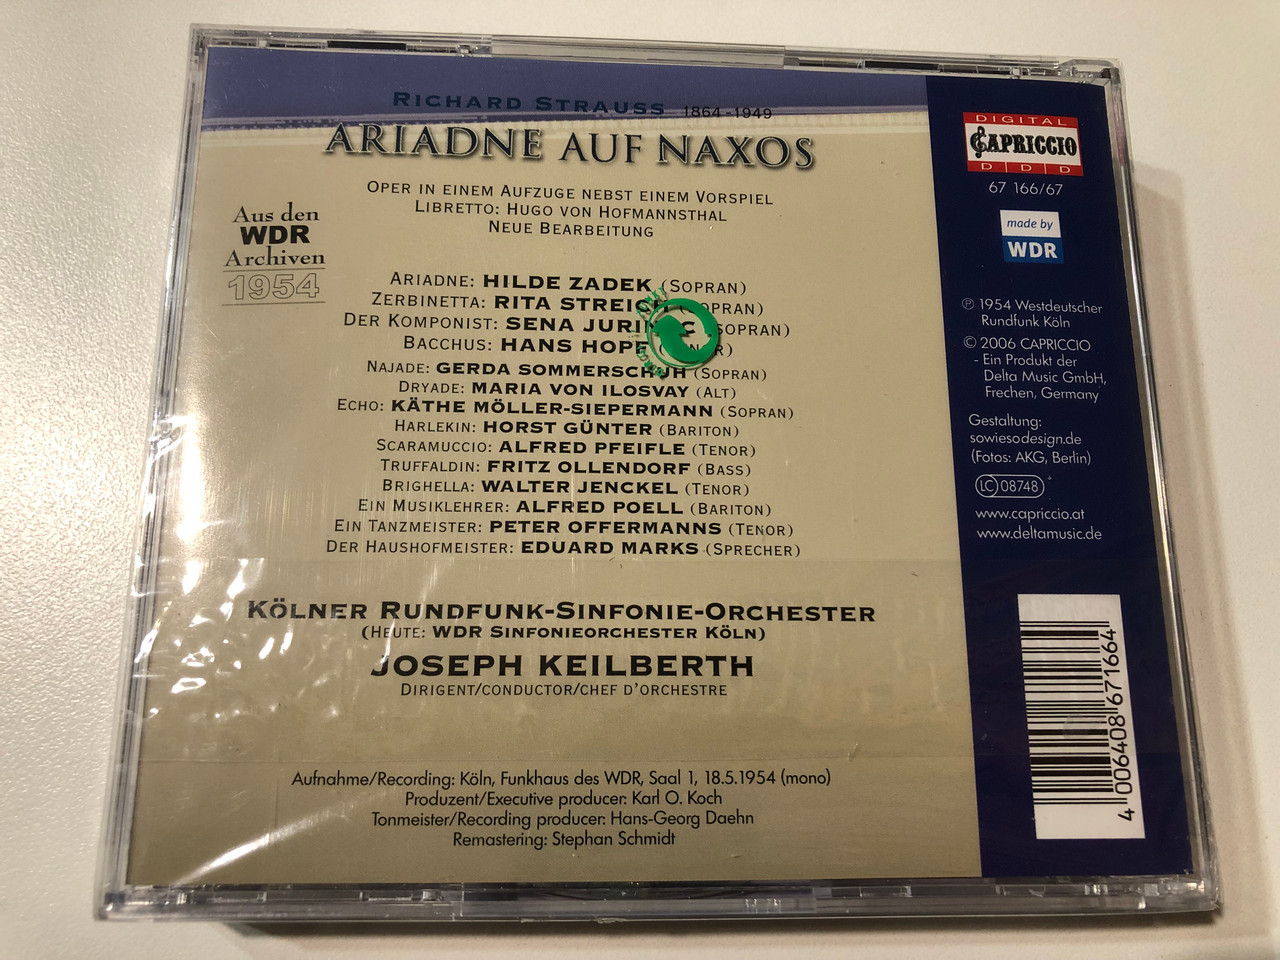 RICHARD STRAUSS 1864-1949
ARIADNE AUF NAXOS
OPER IN EINEM AUFZUGE NEBST EINEM VORSPIEL
LIBRETTO: HUGO VON HOFMANNSTHAL
NEUE BEARBEITUNG
Aus den
WDR
Archiven
1954
ARIADNE: HILDE ZADEK (SOPRAN)
ZERBINETTA: RITA STREICH (SOPRAN)
DER KOMPONIST: SENA JURINAC (SOPRAN)
BACCHUS: HANS HOPF (TENOR)
NAJADE: GERDA SOMMERSCHUH (SOPRAN)
DRYADE: MARIA VON ILOSVAY (ALT)
ECHO: KÄTHE MÖLLER-SIEPERMANN (SOPRAN)
HARLEKIN: HORST GÜNTER (BARITON)
SCARAMUCCIO: ALFRED PFEIFLE (TENOR)
TRUFFALDIN: FRITZ OLLENDORF (BASS)
BRIGHELLA: WALTER JENCKEL (TENOR)
EIN MUSIKLEHRER: ALFRED POELL (BARITON)
EIN TANZMEISTER: PETER OFFERMANNS (TENOR)
DER HAUSHOFMEISTER: EDUARD MARKS (SPRECHER)
KÖLNER RUNDFUNK-SINFONIE-ORCHESTER
(HEUTE: WDR SINFONIEORCHESTER KÖLN)
JOSEPH KEILBERTH
DIRIGENT/CONDUCTOR/CHEF D'ORCHESTRE
Aufnahme/Recording: Köln, Funkhaus des WDR, Saal 1, 18.5.1954 (mono)
Produzent/Executive producer: Karl O. Koch
Tonmeister/Recording producer: Hans-Georg Daehn
Remastering: Stephan Schmidt
DIGITAL
CAPRICCIO
D D D
67 166/67
made by
WDR
℗ 1954 Westdeutscher
Rundfunk Köln
© 2006 CAPRICCIO
- Ein Produkt der
Delta Music GmbH,
Frechen, Germany
Gestaltung:
sowiesodesign.de
(Fotos: AKG, Berlin)
LC 08748
www.capriccio.at
www.deltamusic.de
4 006408 671664